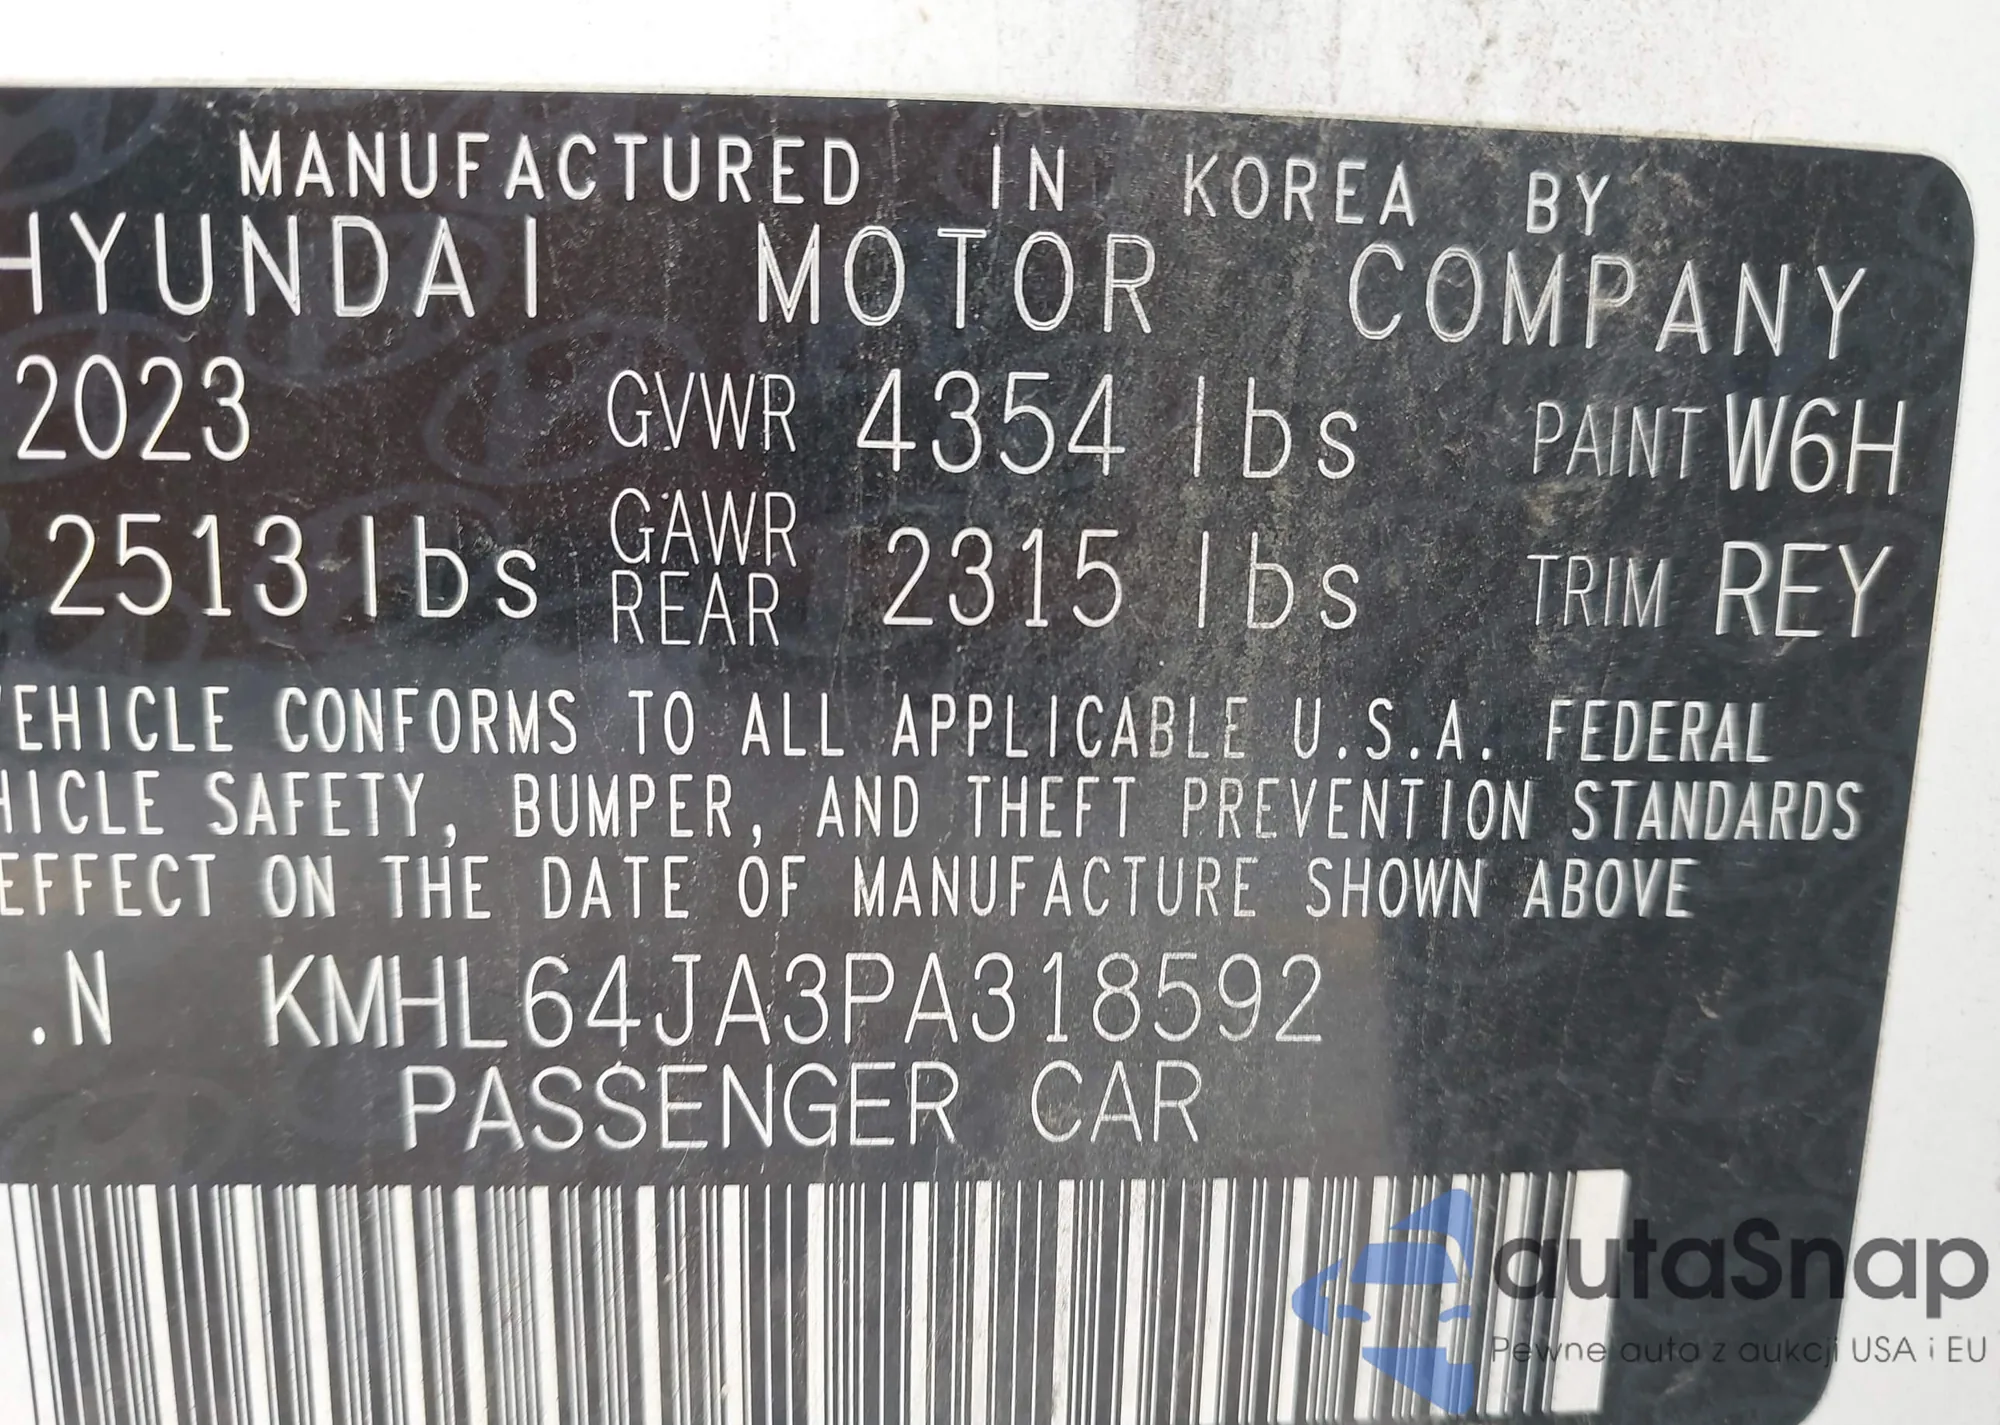 MANUFACTURED IN KOREA BY
HYUNDAI MOTOR COMPANY
2023 GVWR 4354 lbs PAINT W6H
2513 lbs GAWR REAR 2315 lbs TRIM REY
EHICLE CONFORMS TO ALL APPLICABLE U.S.A. FEDERAL
HICLE SAFETY, BUMPER, AND THEFT PREVENTION STANDARDS
EFFECT ON THE DATE OF MANUFACTURE SHOWN ABOVE
.N KMHL64JA3PA318592
PASSENGER CAR
autaSnap
Pewne auta z aukcji USA i EU